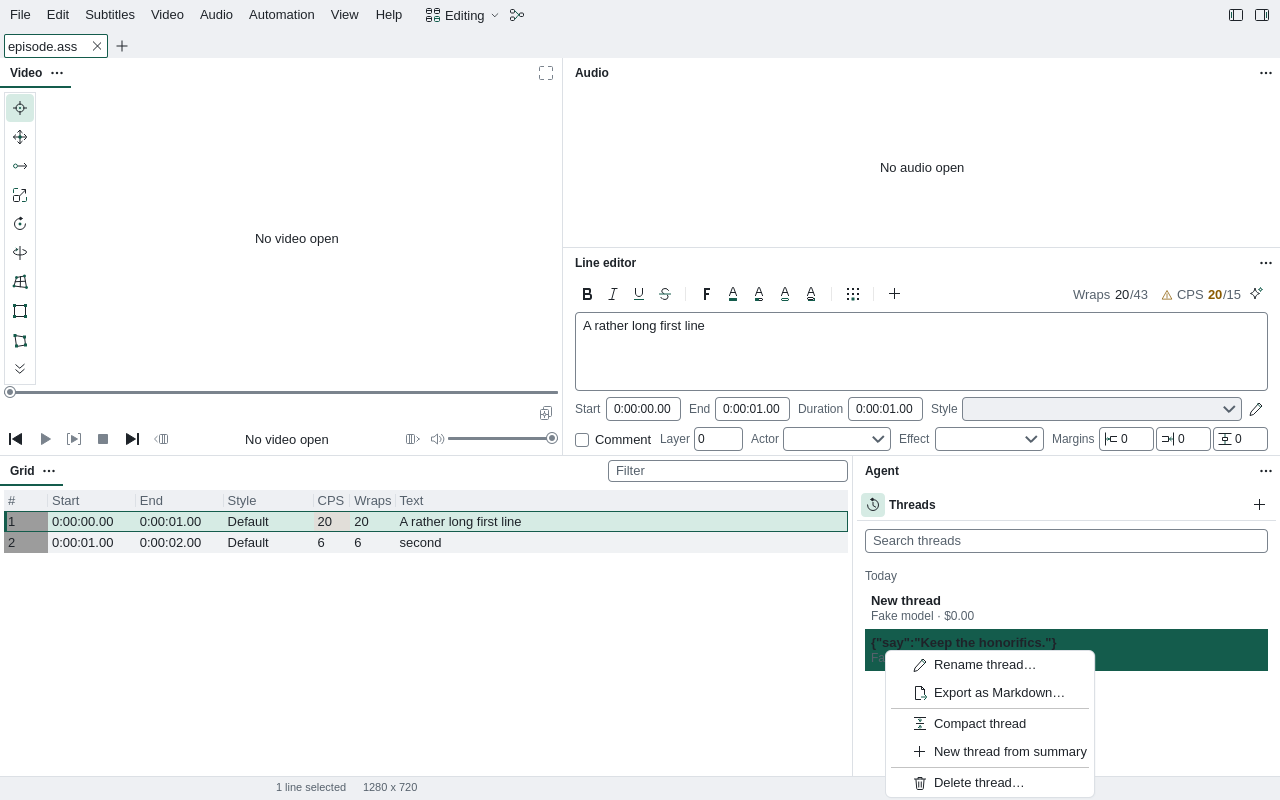 File Edit Subtitles Video Audio Automation View Help Editing
episode.ass
Video
No video open
No video open
Audio
No audio open
Line editor
Wraps 20/43 CPS 20/15
A rather long first line
Start 0:00:00.00 End 0:00:01.00 Duration 0:00:01.00 Style
Comment Layer 0 Actor Effect Margins 0 0 0
Grid
Filter
# Start End Style CPS Wraps Text
1 0:00:00.00 0:00:01.00 Default 20 20 A rather long first line
2 0:00:01.00 0:00:02.00 Default 6 6 second
Agent
Threads
Search threads
Today
New thread
Fake model · $0.00
{"say":"Keep the honorifics."}
Rename thread…
Export as Markdown…
Compact thread
New thread from summary
Delete thread…
1 line selected 1280 x 720